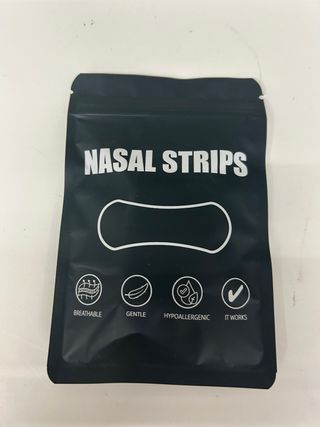 NASAL STRIPS
BREATHABLE GENTLE HYPOALLERGENIC IT WORKS